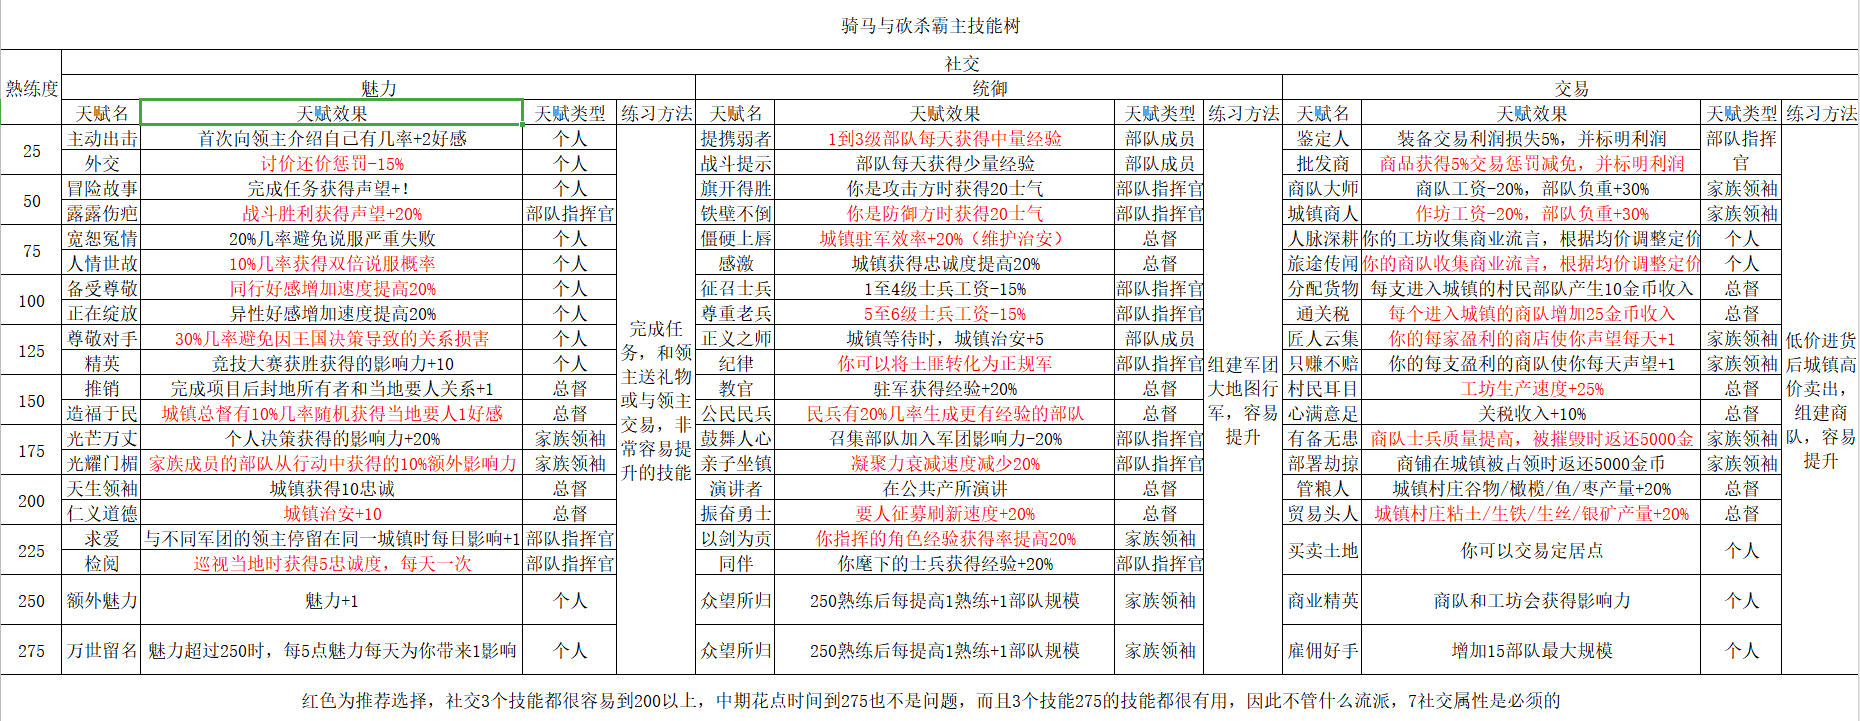 骑马与砍杀霸主技能树
社交
熟练度 魅力 统御 交易
天赋名 天赋效果 天赋类型 练习方法 天赋名 天赋效果 天赋类型 练习方法 天赋名 天赋效果 天赋类型 练习方法
25
主动出击 首次向领主介绍自己有几率+2好感 个人 提携弱者 1到3级部队每天获得中量经验 部队成员 鉴定人 装备交易利润损失5%，并标明利润 部队指挥
官
外交 讨价还价惩罚-15% 个人 战斗提示 部队每天获得少量经验 部队成员 批发商 商品获得5%交易惩罚减免，并标明利润
50
冒险故事 完成任务获得声望+！ 个人 旗开得胜 你是攻击方时获得20士气 部队指挥官 商队大师 商队工资-20%，部队负重+30% 家族领袖
露露伤疤 战斗胜利获得声望+20% 部队指挥官 铁壁不倒 你是防御方时获得20士气 部队指挥官 城镇商人 作坊工资-20%，部队负重+30% 家族领袖
75
宽恕冤情 20%几率避免说服严重失败 个人 僵硬上唇 城镇驻军效率+20%（维护治安） 总督 人脉深耕 你的工坊收集商业流言，根据均价调整定价 个人
人情世故 10%几率获得双倍说服概率 个人 感激 城镇获得忠诚度提高20% 总督 旅途传闻 你的商队收集商业流言，根据均价调整定价 个人
100
备受尊敬 同行好感增加速度提高20% 个人 征召士兵 1至4级士兵工资-15% 部队指挥官 分配货物 每支进入城镇的村民部队产生10金币收入 总督
正在绽放 异性好感增加速度提高20% 个人 尊重老兵 5至6级士兵工资-15% 部队指挥官 通关税 每个进入城镇的商队增加25金币收入 总督
125
尊敬对手 30%几率避免因王国决策导致的关系损害 个人 正义之师 城镇等待时，城镇治安+5 部队成员 匠人云集 你的每家盈利的商店使你声望每天+1 家族领袖
精英 竞技大赛获胜获得的影响力+10 个人 纪律 你可以将土匪转化为正规军 部队指挥官 只赚不赔 你的每支盈利的商队使你每天声望+1 家族领袖
150
推销 完成项目后封地所有者和当地要人关系+1 总督 教官 驻军获得经验+20% 总督 村民耳目 工坊生产速度+25% 总督
造福于民 城镇总督有10%几率随机获得当地要人1好感 总督 公民民兵 民兵有20%几率生成更有经验的部队 总督 心满意足 关税收入+10% 总督
175
光芒万丈 个人决策获得的影响力+20% 家族领袖 鼓舞人心 召集部队加入军团影响力-20% 部队指挥官 有备无患 商队士兵质量提高，被摧毁时返还5000金 家族领袖
光耀门楣 家族成员的部队从行动中获得的10%额外影响力 家族领袖 亲子坐镇 凝聚力衰减速度减少20% 部队指挥官 部署劫掠 商铺在城镇被占领时返还5000金币 家族领袖
200
天生领袖 城镇获得10忠诚 总督 演讲者 在公共产所演讲 总督 管粮人 城镇村庄谷物/橄榄/鱼/枣产量+20% 总督
仁义道德 城镇治安+10 总督 振奋勇士 要人征募刷新速度+20% 总督 贸易头人 城镇村庄粘土/生铁/生丝/银矿产量+20% 总督
225
求爱 与不同军团的领主停留在同一城镇时每日影响+1 部队指挥官 以剑为贡 你指挥的角色经验获得率提高20% 家族领袖 买卖土地 你可以交易定居点 个人
检阅 巡视当地时获得5忠诚度，每天一次 部队指挥官 同伴 你麾下的士兵获得经验+20% 部队指挥官
250 额外魅力 魅力+1 个人 众望所归 250熟练后每提高1熟练+1部队规模 家族领袖 商业精英 商队和工坊会获得影响力 个人
275 万世留名 魅力超过250时，每5点魅力每天为你带来1影响 个人 众望所归 250熟练后每提高1熟练+1部队规模 家族领袖 雇佣好手 增加15部队最大规模 个人
完成任
务，和领
主送礼物
或与领主
交易，非
常容易提
升的技能
组建军团
大地图行
军，容易
提升
低价进货
后城镇高
价卖出，
组建商
队，容易
提升
红色为推荐选择，社交3个技能都很容易到200以上，中期花点时间到275也不是问题，而且3个技能275的技能都很有用，因此不管什么流派，7社交属性是必须的